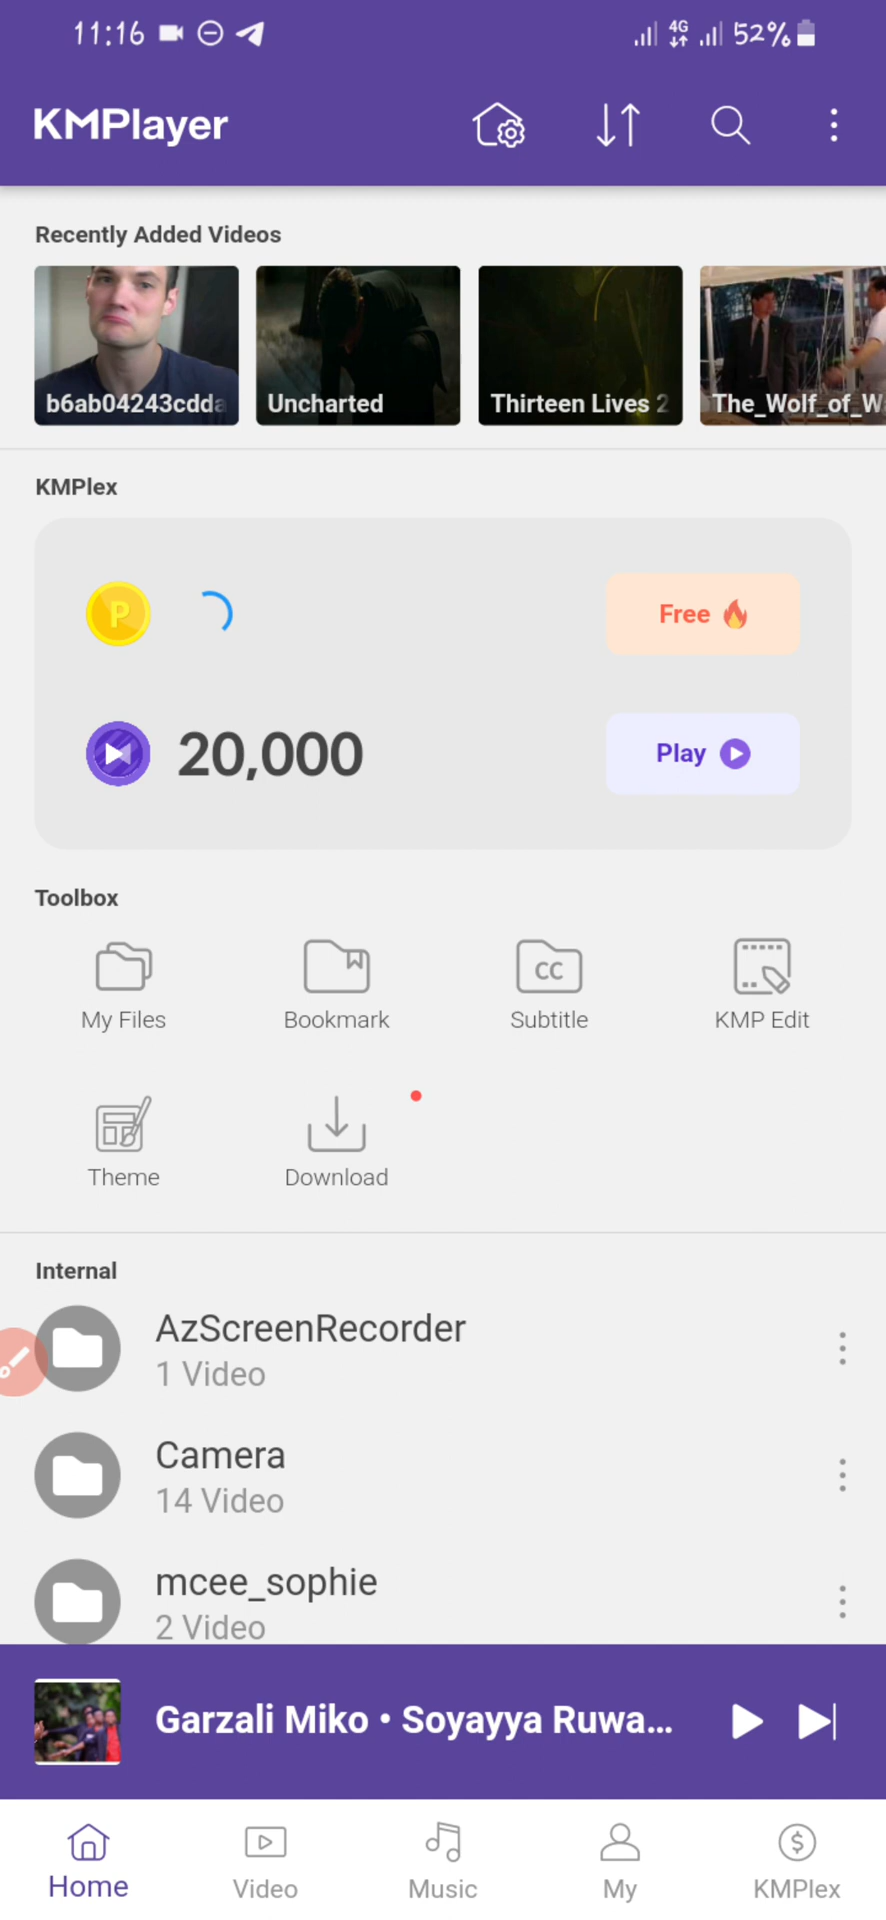 11:16 4G 52%
KMPlayer
Recently Added Videos
b6ab04243cdda
Uncharted
Thirteen Lives 2
The_Wolf_of_W
KMPlex
P
Free
20,000
Play
Toolbox
CC
My Files
Bookmark
Subtitle
KMP Edit
Theme
Download
Internal
AzScreenRecorder
1 Video
Camera
14 Video
mcee_sophie
2 Video
Garzali Miko • Soyayya Ruwa...
Home
Video
Music
My
KMPlex